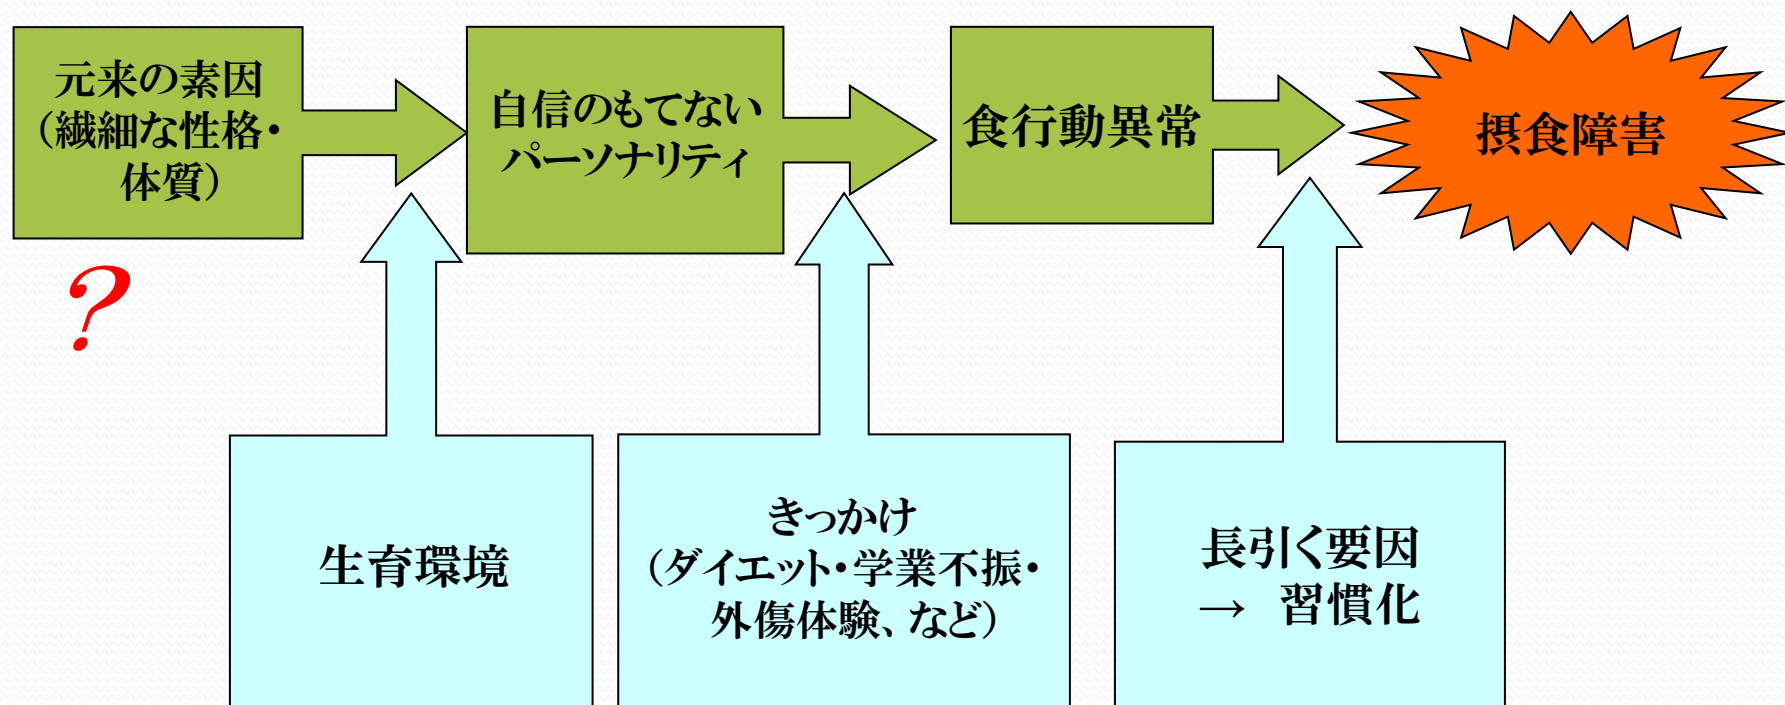 元来の素因
（繊細な性格・
体質）
自信のもてない
パーソナリティ
食行動異常
摂食障害
？
生育環境
きっかけ
（ダイエット・学業不振・
外傷体験、など）
長引く要因
→ 習慣化